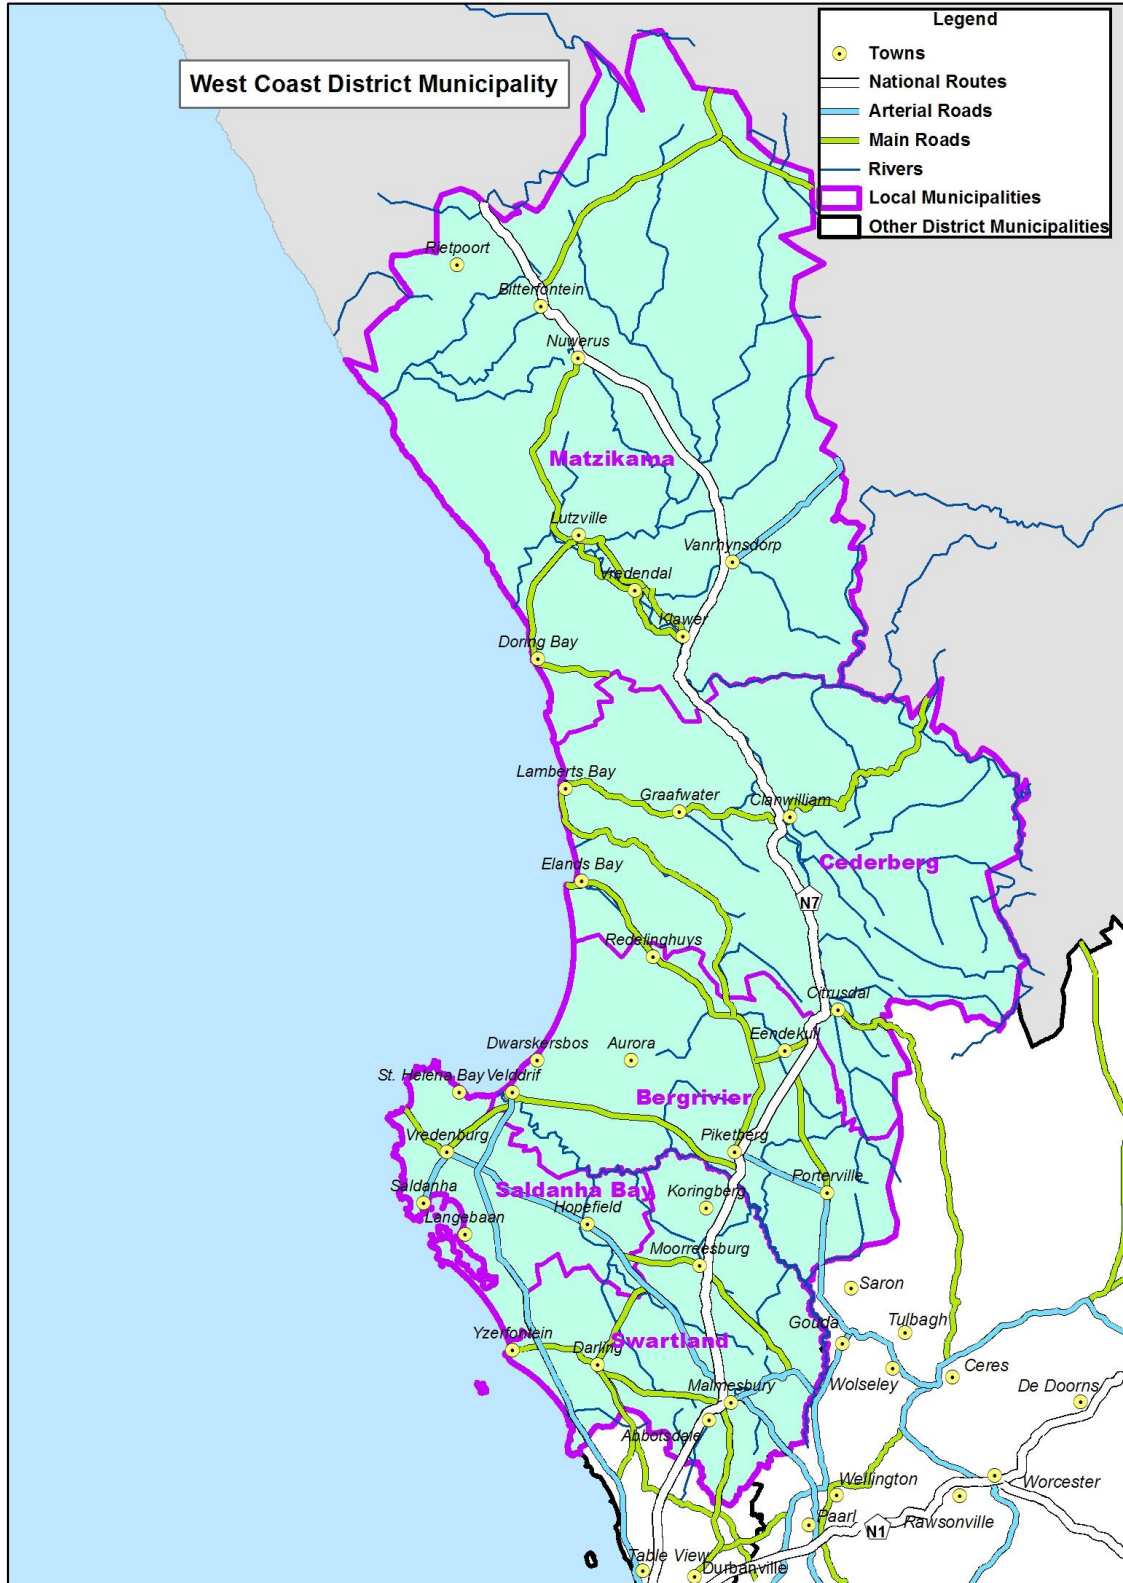 West Coast District Municipality
Legend
Towns
National Routes
Arterial Roads
Main Roads
Rivers
Local Municipalities
Other District Municipalities
Rietpoort
Bitterfontein
Nuwerus
Matzikama
Lutzville
Vanrhynsdorp
Vredendal
Klawer
Doring Bay
Lamberts Bay
Graafwater
Clanwilliam
Cederberg
Elands Bay
N7
Redelinghuys
Citrusdal
Eendekuil
Dwarskersbos
Aurora
St. Helena Bay
Velddrif
Bergrivier
Vredenburg
Piketberg
Porterville
Saldanha
Saldanha Bay
Koringberg
Langebaan
Hopefield
Moorreesburg
Saron
Tulbagh
Gouda
Yzerfontein
Darling
Swartland
Wolseley
Ceres
Malmesbury
De Doorns
Abbotsdale
Wellington
Worcester
Paarl
N1
Rawsonville
Table View
Durbanville